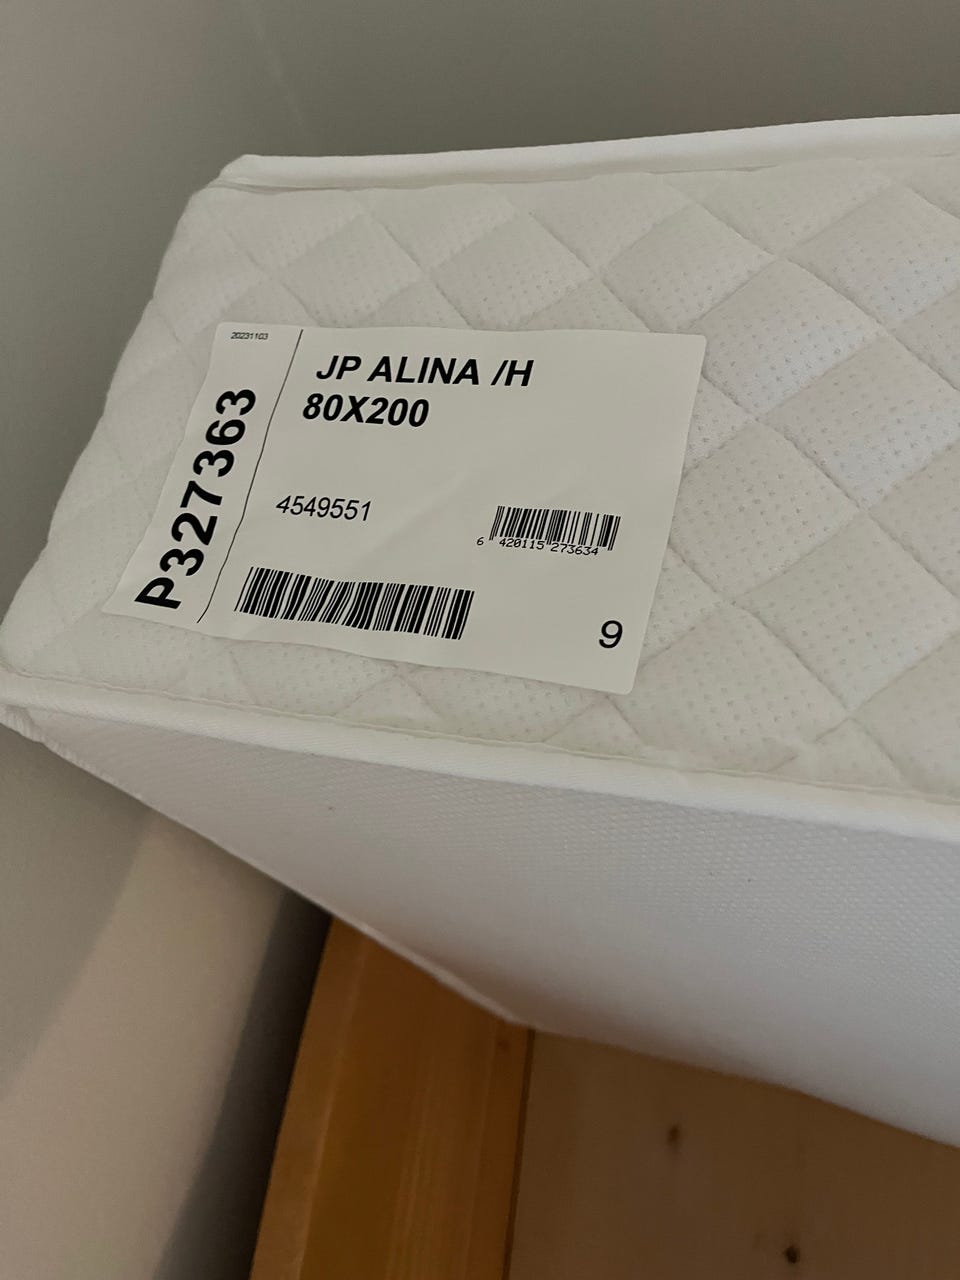 20231103
P327363
JP ALINA /H
80X200
4549551
6 420115 273634
9